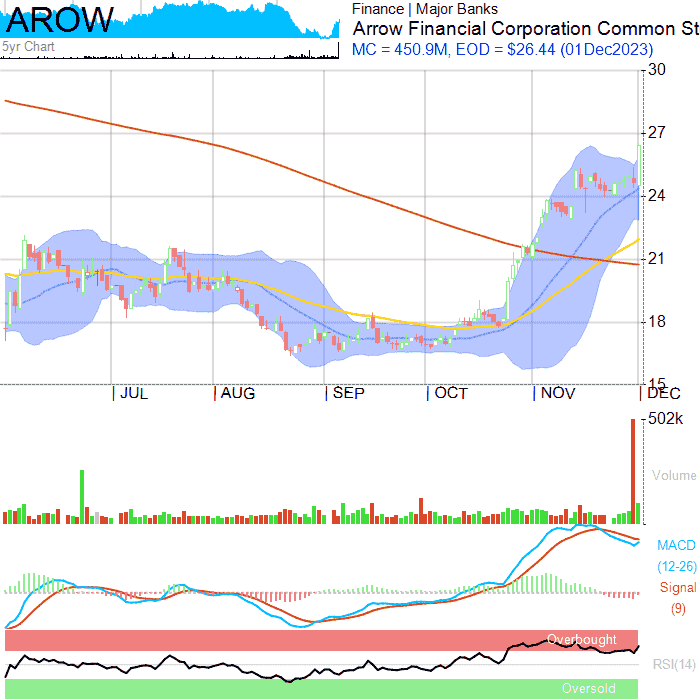 AROW
Finance | Major Banks
Arrow Financial Corporation Common St
MC = 450.9M, EOD = $26.44 (01Dec2023)
5yr Chart
30
27
24
21
18
15
JUL
AUG
SEP
OCT
NOV
DEC
502k
Volume
MACD
(12-26)
Signal
(9)
Overbought
RSI(14)
Oversold